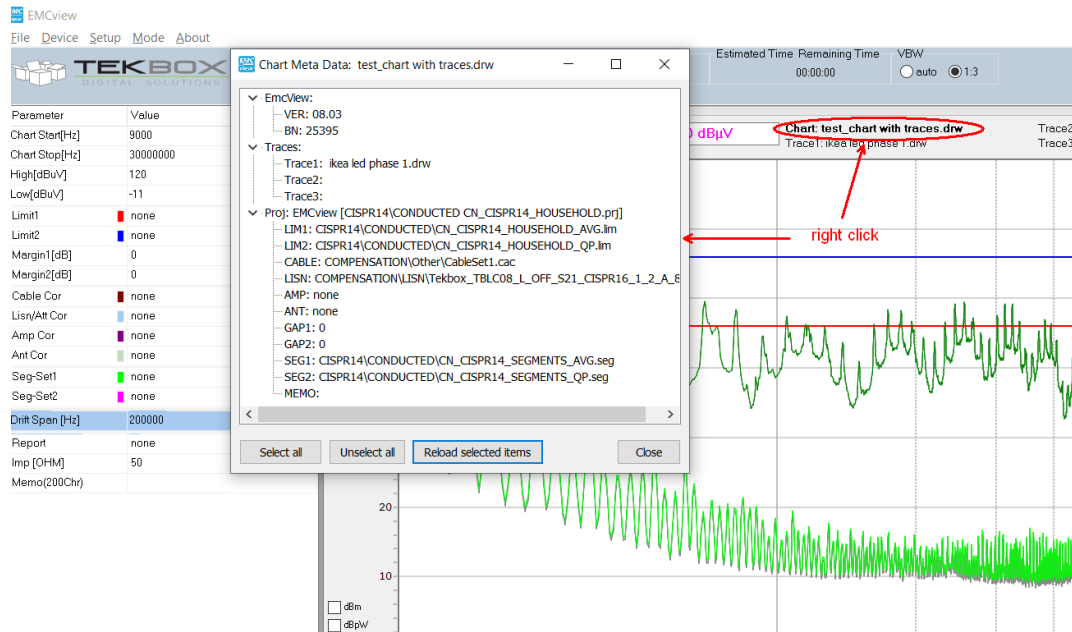 EMCview
File Device Setup Mode About
TEKBOX
DIGITAL SOLUTIONS
Estimated Time Remaining Time VBW
00:00:00 auto 1:3
Chart Meta Data: test_chart with traces.drw
Parameter Value
Chart Start[Hz] 9000
Chart Stop[Hz] 30000000
High[dBuV] 120
Low[dBuV] -11
Limit1 none
Limit2 none
Margin1[dB] 0
Margin2[dB] 0
Cable Cor none
Lisn/Att Cor none
Amp Cor none
Ant Cor none
Seg-Set1 none
Seg-Set2 none
Drift Span [Hz] 200000
Report none
Imp [OHM] 50
Memo(200Chr)
EmcView:
VER: 08.03
BN: 25395
Traces:
Trace1: ikea led phase 1.drw
Trace2:
Trace3:
Proj: EMCview [CISPR14\CONDUCTED CN_CISPR14_HOUSEHOLD.prj]
LIM1: CISPR14\CONDUCTED\CN_CISPR14_HOUSEHOLD_AVG.lim
LIM2: CISPR14\CONDUCTED\CN_CISPR14_HOUSEHOLD_QP.lim
CABLE: COMPENSATION\Other\CableSet1.cac
LISN: COMPENSATION\LISN\Tekbox_TBLC08_L_OFF_S21_CISPR16_1_2_A_8
AMP: none
ANT: none
GAP1: 0
GAP2: 0
SEG1: CISPR14\CONDUCTED\CN_CISPR14_SEGMENTS_AVG.seg
SEG2: CISPR14\CONDUCTED\CN_CISPR14_SEGMENTS_QP.seg
MEMO:
Select all Unselect all Reload selected items Close
dBµV
Chart: test_chart with traces.drw Trace2
Trace1: ikea led phase 1.drw Trace3
right click
20
10
dBm
dBpW